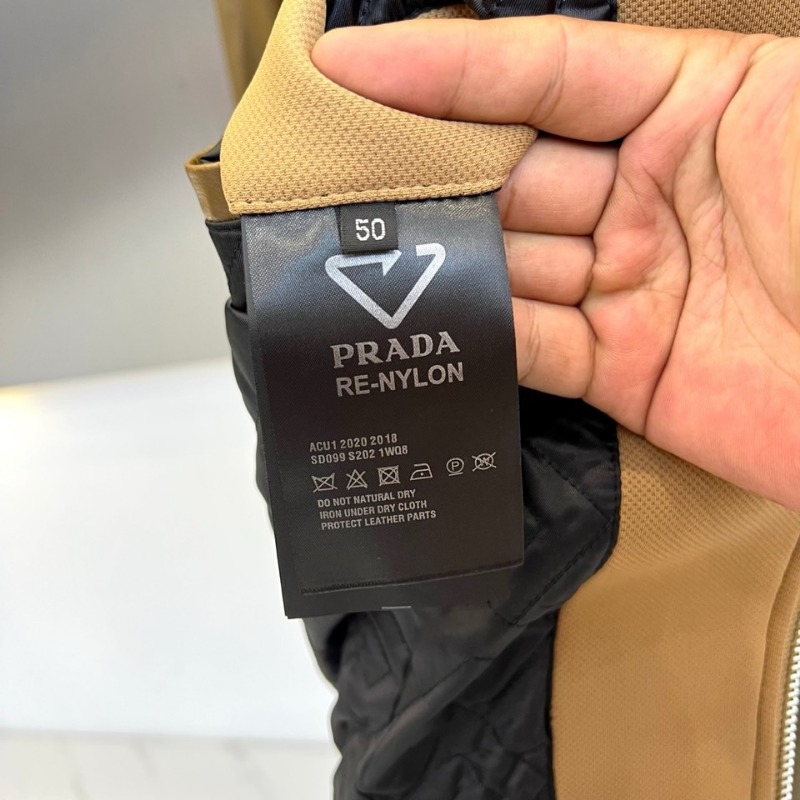 50
PRADA
RE-NYLON
ACU1 2020 2018
SD099 S202 1WQ8
DO NOT NATURAL DRY
IRON UNDER DRY CLOTH
PROTECT LEATHER PARTS